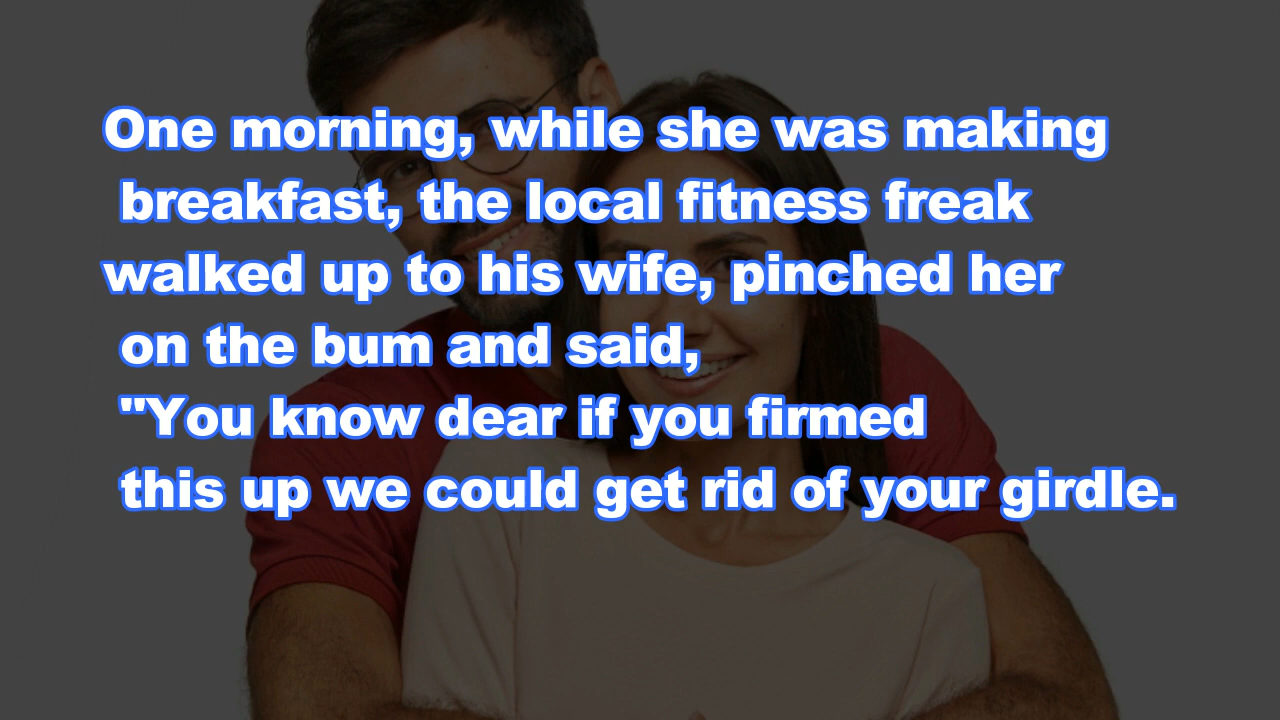 One morning, while she was making
breakfast, the local fitness freak
walked up to his wife, pinched her
on the bum and said,
"You know dear if you firmed
this up we could get rid of your girdle.